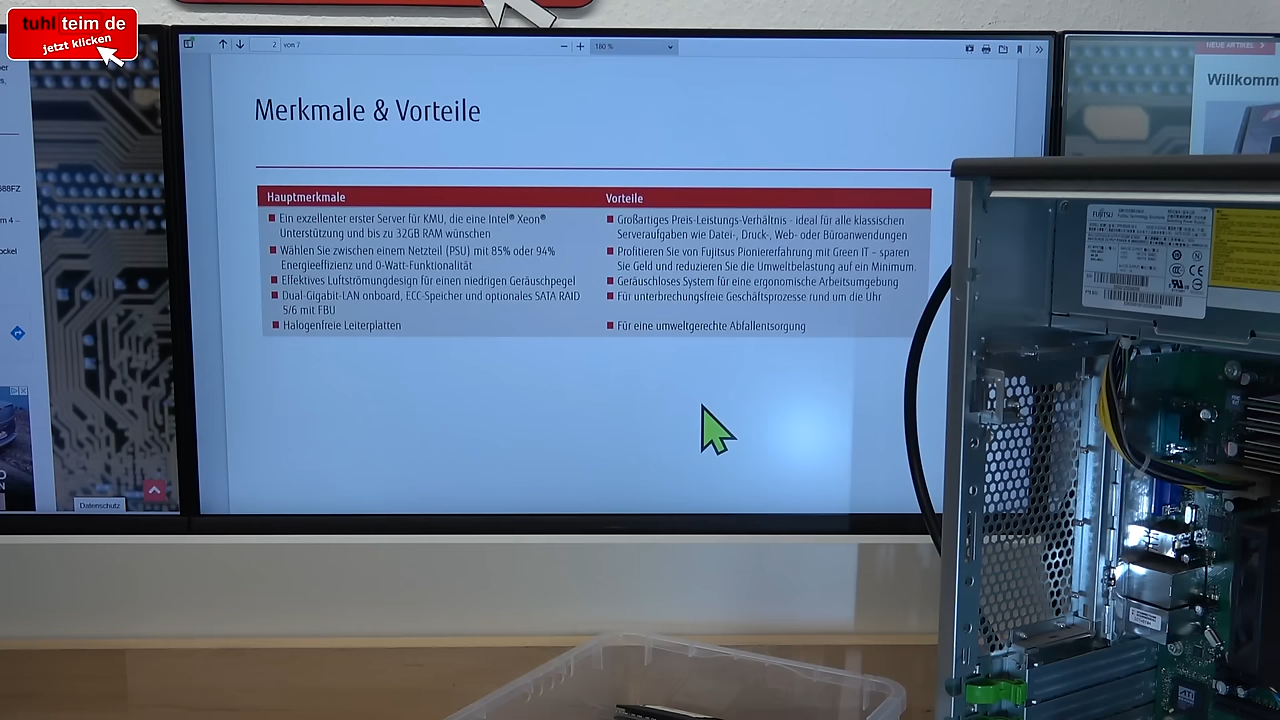 tuhlteim de
jetzt klicken
2 von 7
180 %
NEUE ARTIKEL
Willkomm
Merkmale & Vorteile
Hauptmerkmale
Vorteile
Ein exzellenter erster Server für KMU, die eine Intel® Xeon®
Unterstützung und bis zu 32GB RAM wünschen
Großartiges Preis-Leistungs-Verhältnis - ideal für alle klassischen
Serveraufgaben wie Datei-, Druck-, Web- oder Büroanwendungen
Wählen Sie zwischen einem Netzteil (PSU) mit 85% oder 94%
Energieeffizienz und 0-Watt-Funktionalität
Profitieren Sie von Fujitsus Pioniererfahrung mit Green IT – sparen
Sie Geld und reduzieren Sie die Umweltbelastung auf ein Minimum.
Effektives Luftströmungdesign für einen niedrigen Geräuschpegel
Geräuschloses System für eine ergonomische Arbeitsumgebung
Dual-Gigabit-LAN onboard, ECC-Speicher und optionales SATA RAID
5/6 mit FBU
Für unterbrechungsfreie Geschäftsprozesse rund um die Uhr
Halogenfreie Leiterplatten
Für eine umweltgerechte Abfallentsorgung
Datenschutz
FUJITSU